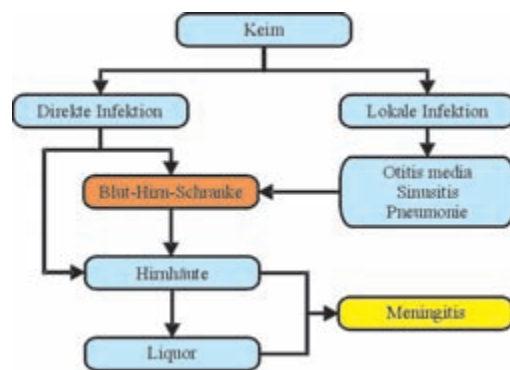 Keim
Direkte Infektion
Lokale Infektion
Otitis media
Sinusitis
Pneumonie
Blut-Hirn-Schranke
Hirnhäute
Meningitis
Liquor